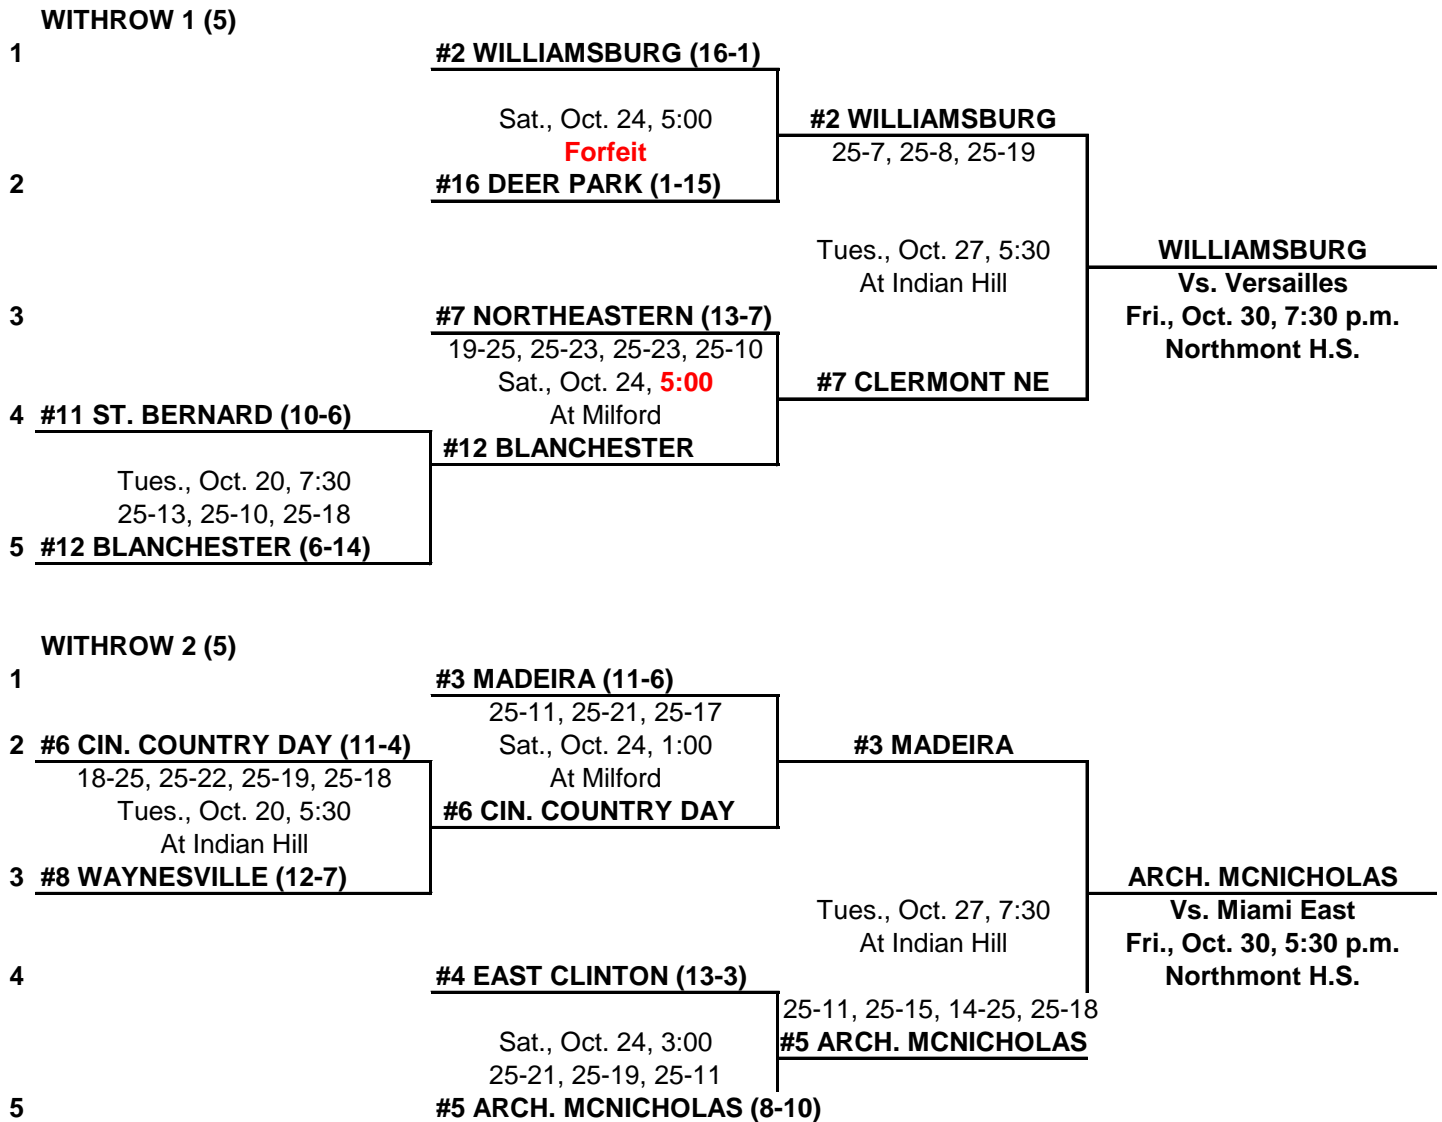 WITHROW 1 (5)
1 #2 WILLIAMSBURG (16-1)
Sat., Oct. 24, 5:00 #2 WILLIAMSBURG
Forfeit 25-7, 25-8, 25-19
2 #16 DEER PARK (1-15)
Tues., Oct. 27, 5:30 WILLIAMSBURG
At Indian Hill Vs. Versailles
3 #7 NORTHEASTERN (13-7) Fri., Oct. 30, 7:30 p.m.
19-25, 25-23, 25-23, 25-10 Northmont H.S.
Sat., Oct. 24, 5:00 #7 CLERMONT NE
4 #11 ST. BERNARD (10-6) At Milford
#12 BLANCHESTER
Tues., Oct. 20, 7:30
25-13, 25-10, 25-18
5 #12 BLANCHESTER (6-14)
WITHROW 2 (5)
1 #3 MADEIRA (11-6)
25-11, 25-21, 25-17
2 #6 CIN. COUNTRY DAY (11-4) Sat., Oct. 24, 1:00 #3 MADEIRA
18-25, 25-22, 25-19, 25-18 At Milford
Tues., Oct. 20, 5:30 #6 CIN. COUNTRY DAY
At Indian Hill
3 #8 WAYNESVILLE (12-7) ARCH. MCNICHOLAS
Tues., Oct. 27, 7:30 Vs. Miami East
At Indian Hill Fri., Oct. 30, 5:30 p.m.
4 #4 EAST CLINTON (13-3) Northmont H.S.
25-11, 25-15, 14-25, 25-18
Sat., Oct. 24, 3:00 #5 ARCH. MCNICHOLAS
25-21, 25-19, 25-11
5 #5 ARCH. MCNICHOLAS (8-10)